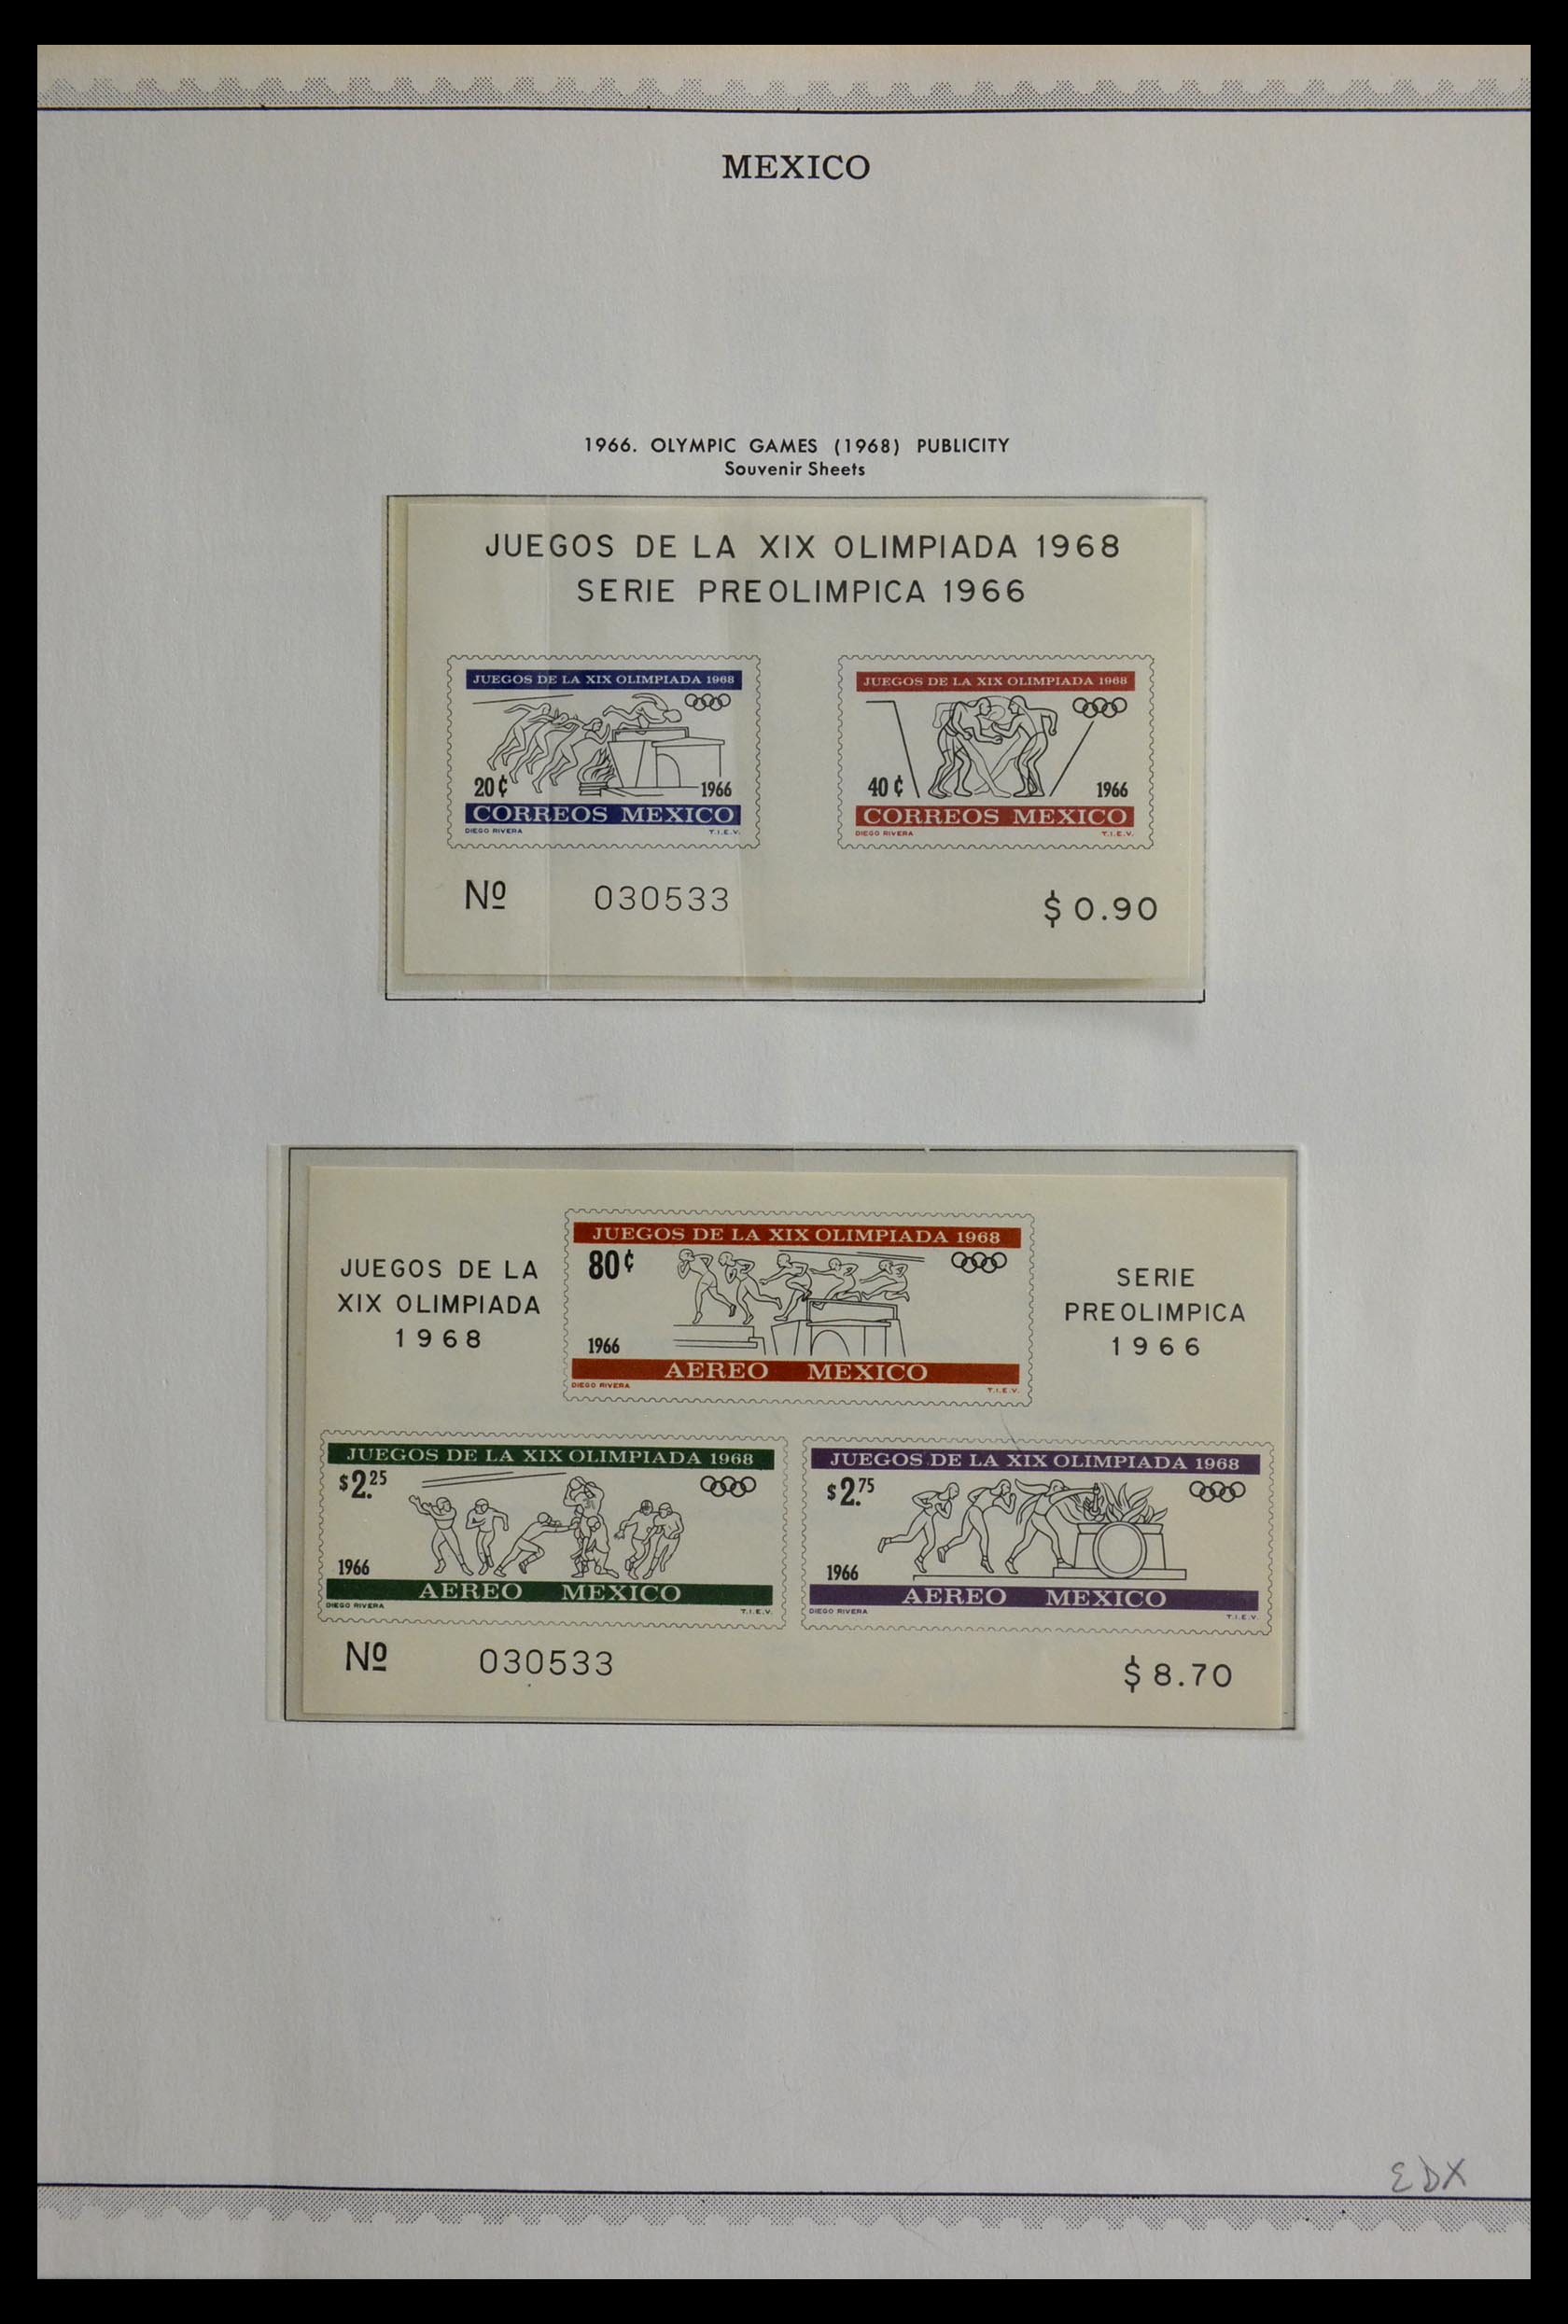 MEXICO
1966. OLYMPIC GAMES (1968) PUBLICITY
Souvenir Sheets
JUEGOS DE LA XIX OLIMPIADA 1968
SERIE PREOLIMPICA 1966
JUEGOS DE LA XIX OLIMPIADA 1968
20¢
1966
CORREOS MEXICO
DIEGO RIVERA
T.I.E.V.
JUEGOS DE LA XIX OLIMPIADA 1968
40¢
1966
CORREOS MEXICO
DIEGO RIVERA
T.I.E.V.
Nº 030533
$ 0.90
JUEGOS DE LA
XIX OLIMPIADA
1968
JUEGOS DE LA XIX OLIMPIADA 1968
80¢
1966
AEREO MEXICO
DIEGO RIVERA
T.I.E.V.
SERIE
PREOLIMPICA
1966
JUEGOS DE LA XIX OLIMPIADA 1968
$2.25
1966
AEREO MEXICO
DIEGO RIVERA
T.I.E.V.
JUEGOS DE LA XIX OLIMPIADA 1968
$2.75
1966
AEREO MEXICO
DIEGO RIVERA
T.I.E.V.
Nº 030533
$ 8.70
EDX